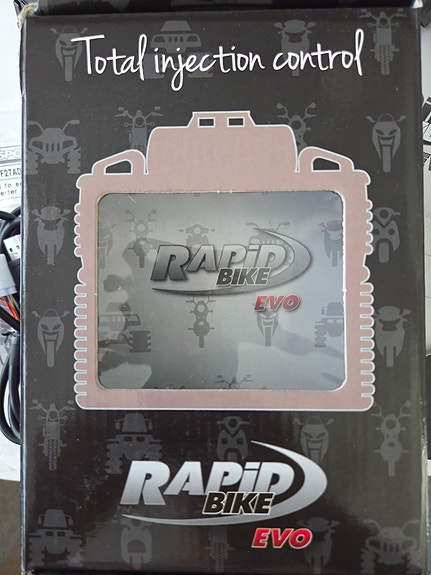 Total injection control
RAPiD
BIKE
EVO
RAPiD
BIKE
EVO